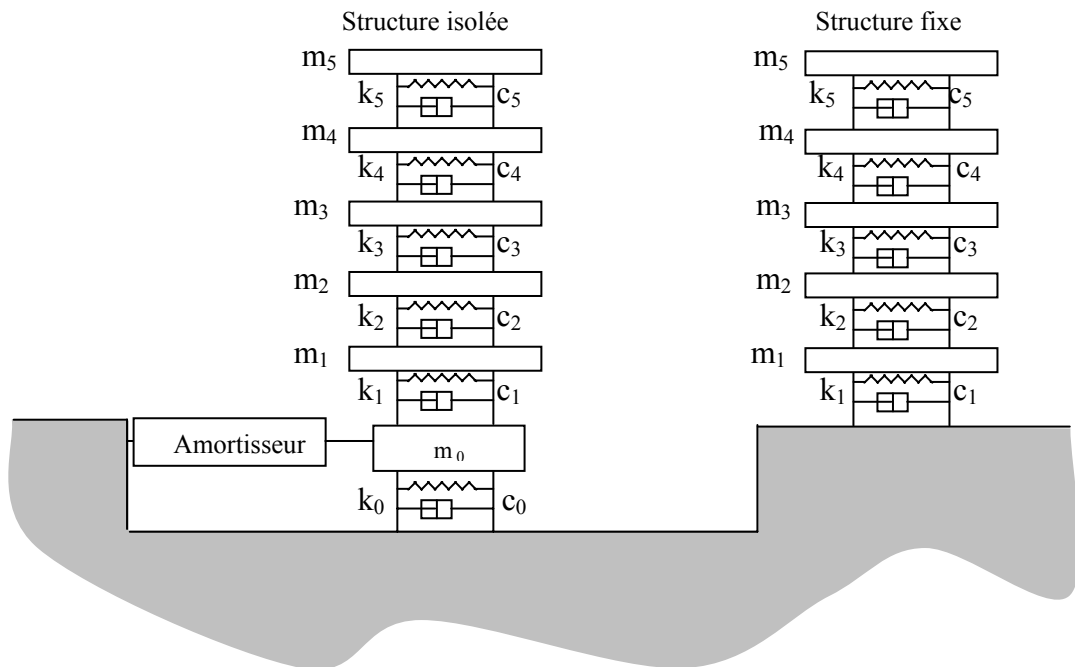 Structure isolée
m₅
k₅ c₅
m₄
k₄ c₄
m₃
k₃ c₃
m₂
k₂ c₂
m₁
k₁ c₁
Amortisseur
m₀
k₀ c₀
Structure fixe
m₅
k₅ c₅
m₄
k₄ c₄
m₃
k₃ c₃
m₂
k₂ c₂
m₁
k₁ c₁